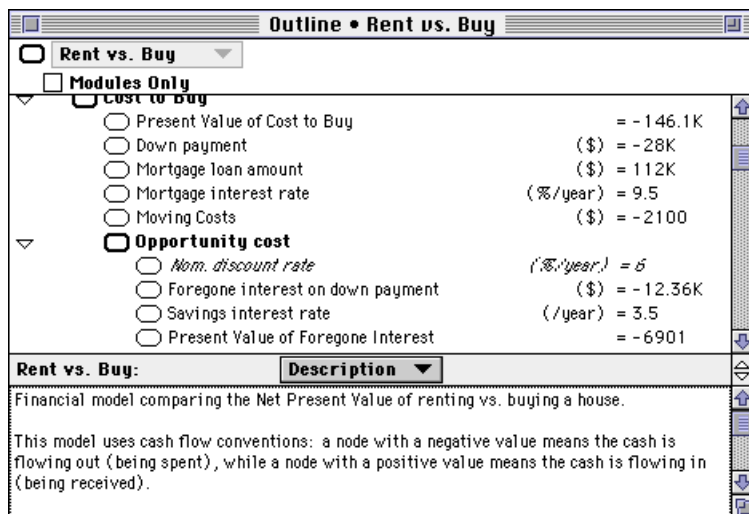 Outline • Rent vs. Buy
Rent vs. Buy
Modules Only
Cost to Buy
Present Value of Cost to Buy = -146.1K
Down payment ($) = -28K
Mortgage loan amount ($) = 112K
Mortgage interest rate (%/year) = 9.5
Moving Costs ($) = -2100
Opportunity cost
Nom. discount rate (%/year) = 6
Foregone interest on down payment ($) = -12.36K
Savings interest rate (/year) = 3.5
Present Value of Foregone Interest = -6901
Rent vs. Buy: Description
Financial model comparing the Net Present Value of renting vs. buying a house.
This model uses cash flow conventions: a node with a negative value means the cash is
flowing out (being spent), while a node with a positive value means the cash is flowing in
(being received).